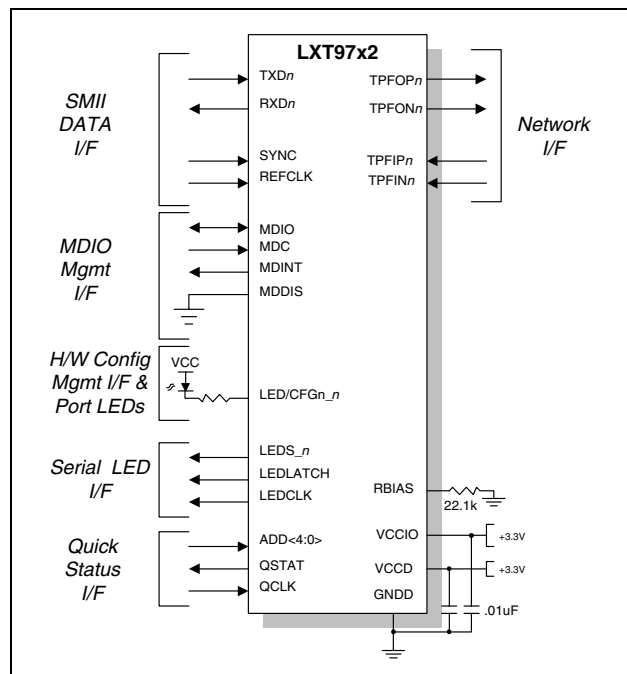 LXT97x2
SMII
DATA
I/F
TXDn
RXDn
SYNC
REFCLK
TPFOPn
TPFONn
TPFIPn
TPFINn
Network
I/F
MDIO
Mgmt
I/F
MDIO
MDC
MDINT
MDDIS
H/W Config
Mgmt I/F &
Port LEDs
VCC
LED/CFGn_n
Serial LED
I/F
LEDS_n
LEDLATCH
LEDCLK
RBIAS
22.1k
Quick
Status
I/F
ADD<4:0>
QSTAT
QCLK
VCCIO
+3.3V
VCCD
+3.3V
GNDD
.01uF